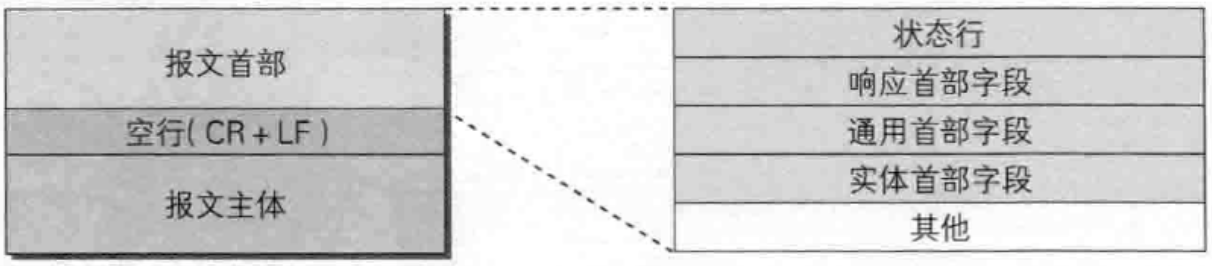 报文首部
空行( CR + LF )
报文主体
状态行
响应首部字段
通用首部字段
实体首部字段
其他